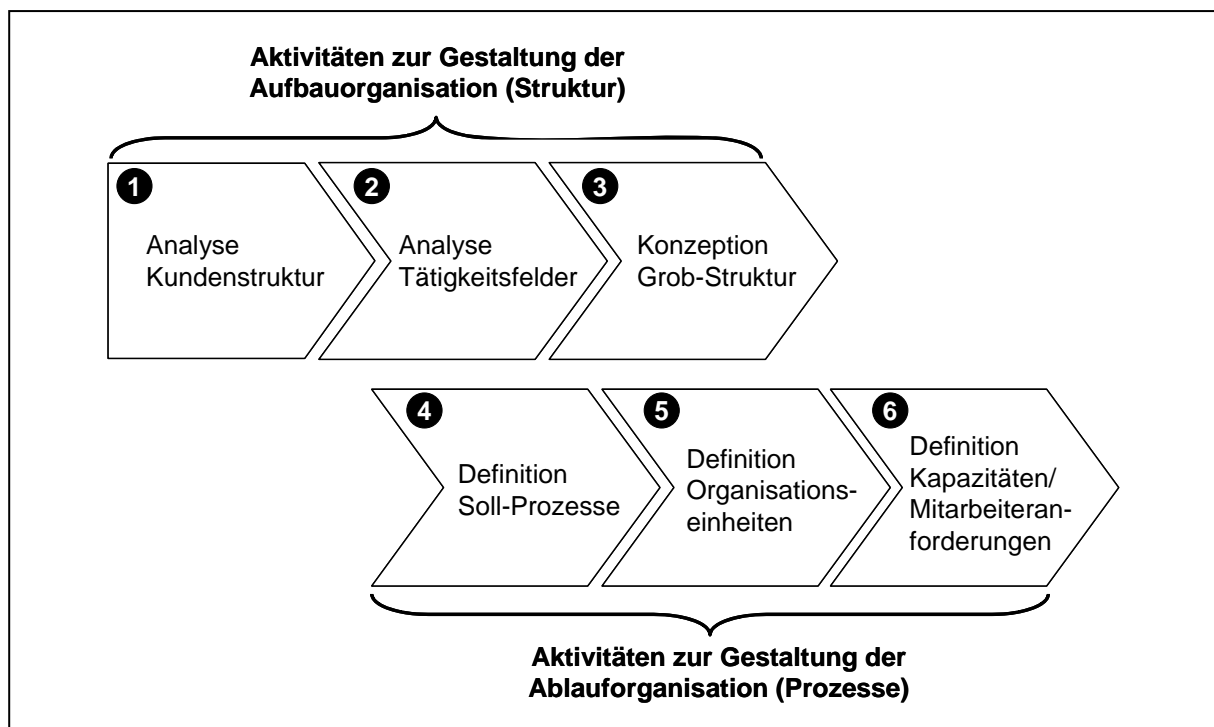 Aktivitäten zur Gestaltung der
Aufbauorganisation (Struktur)
1
Analyse
Kundenstruktur
2
Analyse
Tätigkeitsfelder
3
Konzeption
Grob-Struktur
4
Definition
Soll-Prozesse
5
Definition
Organisations-
einheiten
6
Definition
Kapazitäten/
Mitarbeiteran-
forderungen
Aktivitäten zur Gestaltung der
Ablauforganisation (Prozesse)